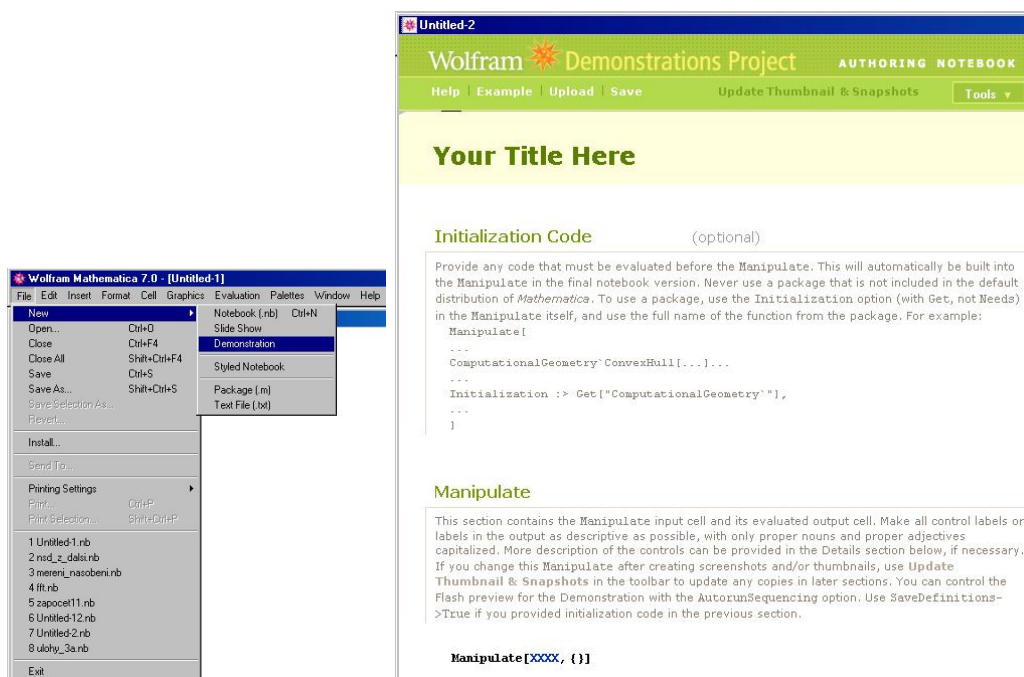 Wolfram Mathematica 7.0 - [Untitled-1]
File Edit Insert Format Cell Graphics Evaluation Palettes Window Help
New
Open... Ctrl+O
Close Ctrl+F4
Close All Shift+Ctrl+F4
Save Ctrl+S
Save As... Shift+Ctrl+S
Save Selection As...
Revert...
Install...
Send To...
Printing Settings
Print... Ctrl+P
Print Selection... Shift+Ctrl+P
1 Untitled-1.nb
2 nsd_z_dalsi.nb
3 mereni_nasobeni.nb
4 fft.nb
5 zapocet11.nb
6 Untitled-12.nb
7 Untitled-2.nb
8 ulohy_3a.nb
Exit
Notebook (.nb) Ctrl+N
Slide Show
Demonstration
Styled Notebook
Package (.m)
Text File (.txt)
Untitled-2
Wolfram Demonstrations Project AUTHORING NOTEBOOK
Help | Example | Upload | Save Update Thumbnail & Snapshots Tools
Your Title Here
Initialization Code (optional)
Provide any code that must be evaluated before the Manipulate. This will automatically be built into
the Manipulate in the final notebook version. Never use a package that is not included in the default
distribution of Mathematica. To use a package, use the Initialization option (with Get, not Needs)
in the Manipulate itself, and use the full name of the function from the package. For example:
Manipulate[
...
ComputationalGeometry`ConvexHull[...]...
...
Initialization :> Get["ComputationalGeometry`"],
...
]
Manipulate
This section contains the Manipulate input cell and its evaluated output cell. Make all control labels or
labels in the output as descriptive as possible, with only proper nouns and proper adjectives
capitalized. More description of the controls can be provided in the Details section below, if necessary.
If you change this Manipulate after creating screenshots and/or thumbnails, use Update
Thumbnail & Snapshots in the toolbar to update any copies in later sections. You can control the
Flash preview for the Demonstration with the AutorunSequencing option. Use SaveDefinitions-
>True if you provided initialization code in the previous section.
Manipulate[XXXX, {}]